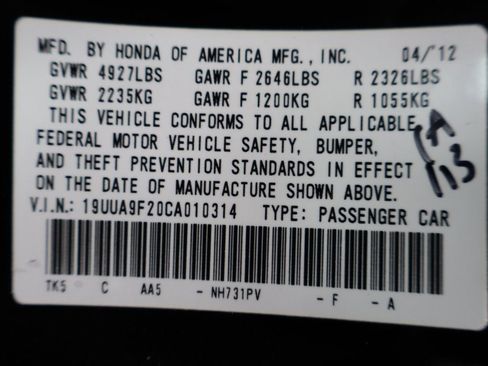 MFD. BY HONDA OF AMERICA MFG., INC. 04/'12
GVWR 4927LBS GAWR F 2646LBS R 2326LBS
GVWR 2235KG GAWR F 1200KG R 1055KG
THIS VEHICLE CONFORMS TO ALL APPLICABLE
FEDERAL MOTOR VEHICLE SAFETY, BUMPER,
AND THEFT PREVENTION STANDARDS IN EFFECT
ON THE DATE OF MANUFACTURE SHOWN ABOVE.
V.I.N.: 19UUA9F20CA010314 TYPE: PASSENGER CAR
TK5 C AA5 - NH731PV - F - A
113